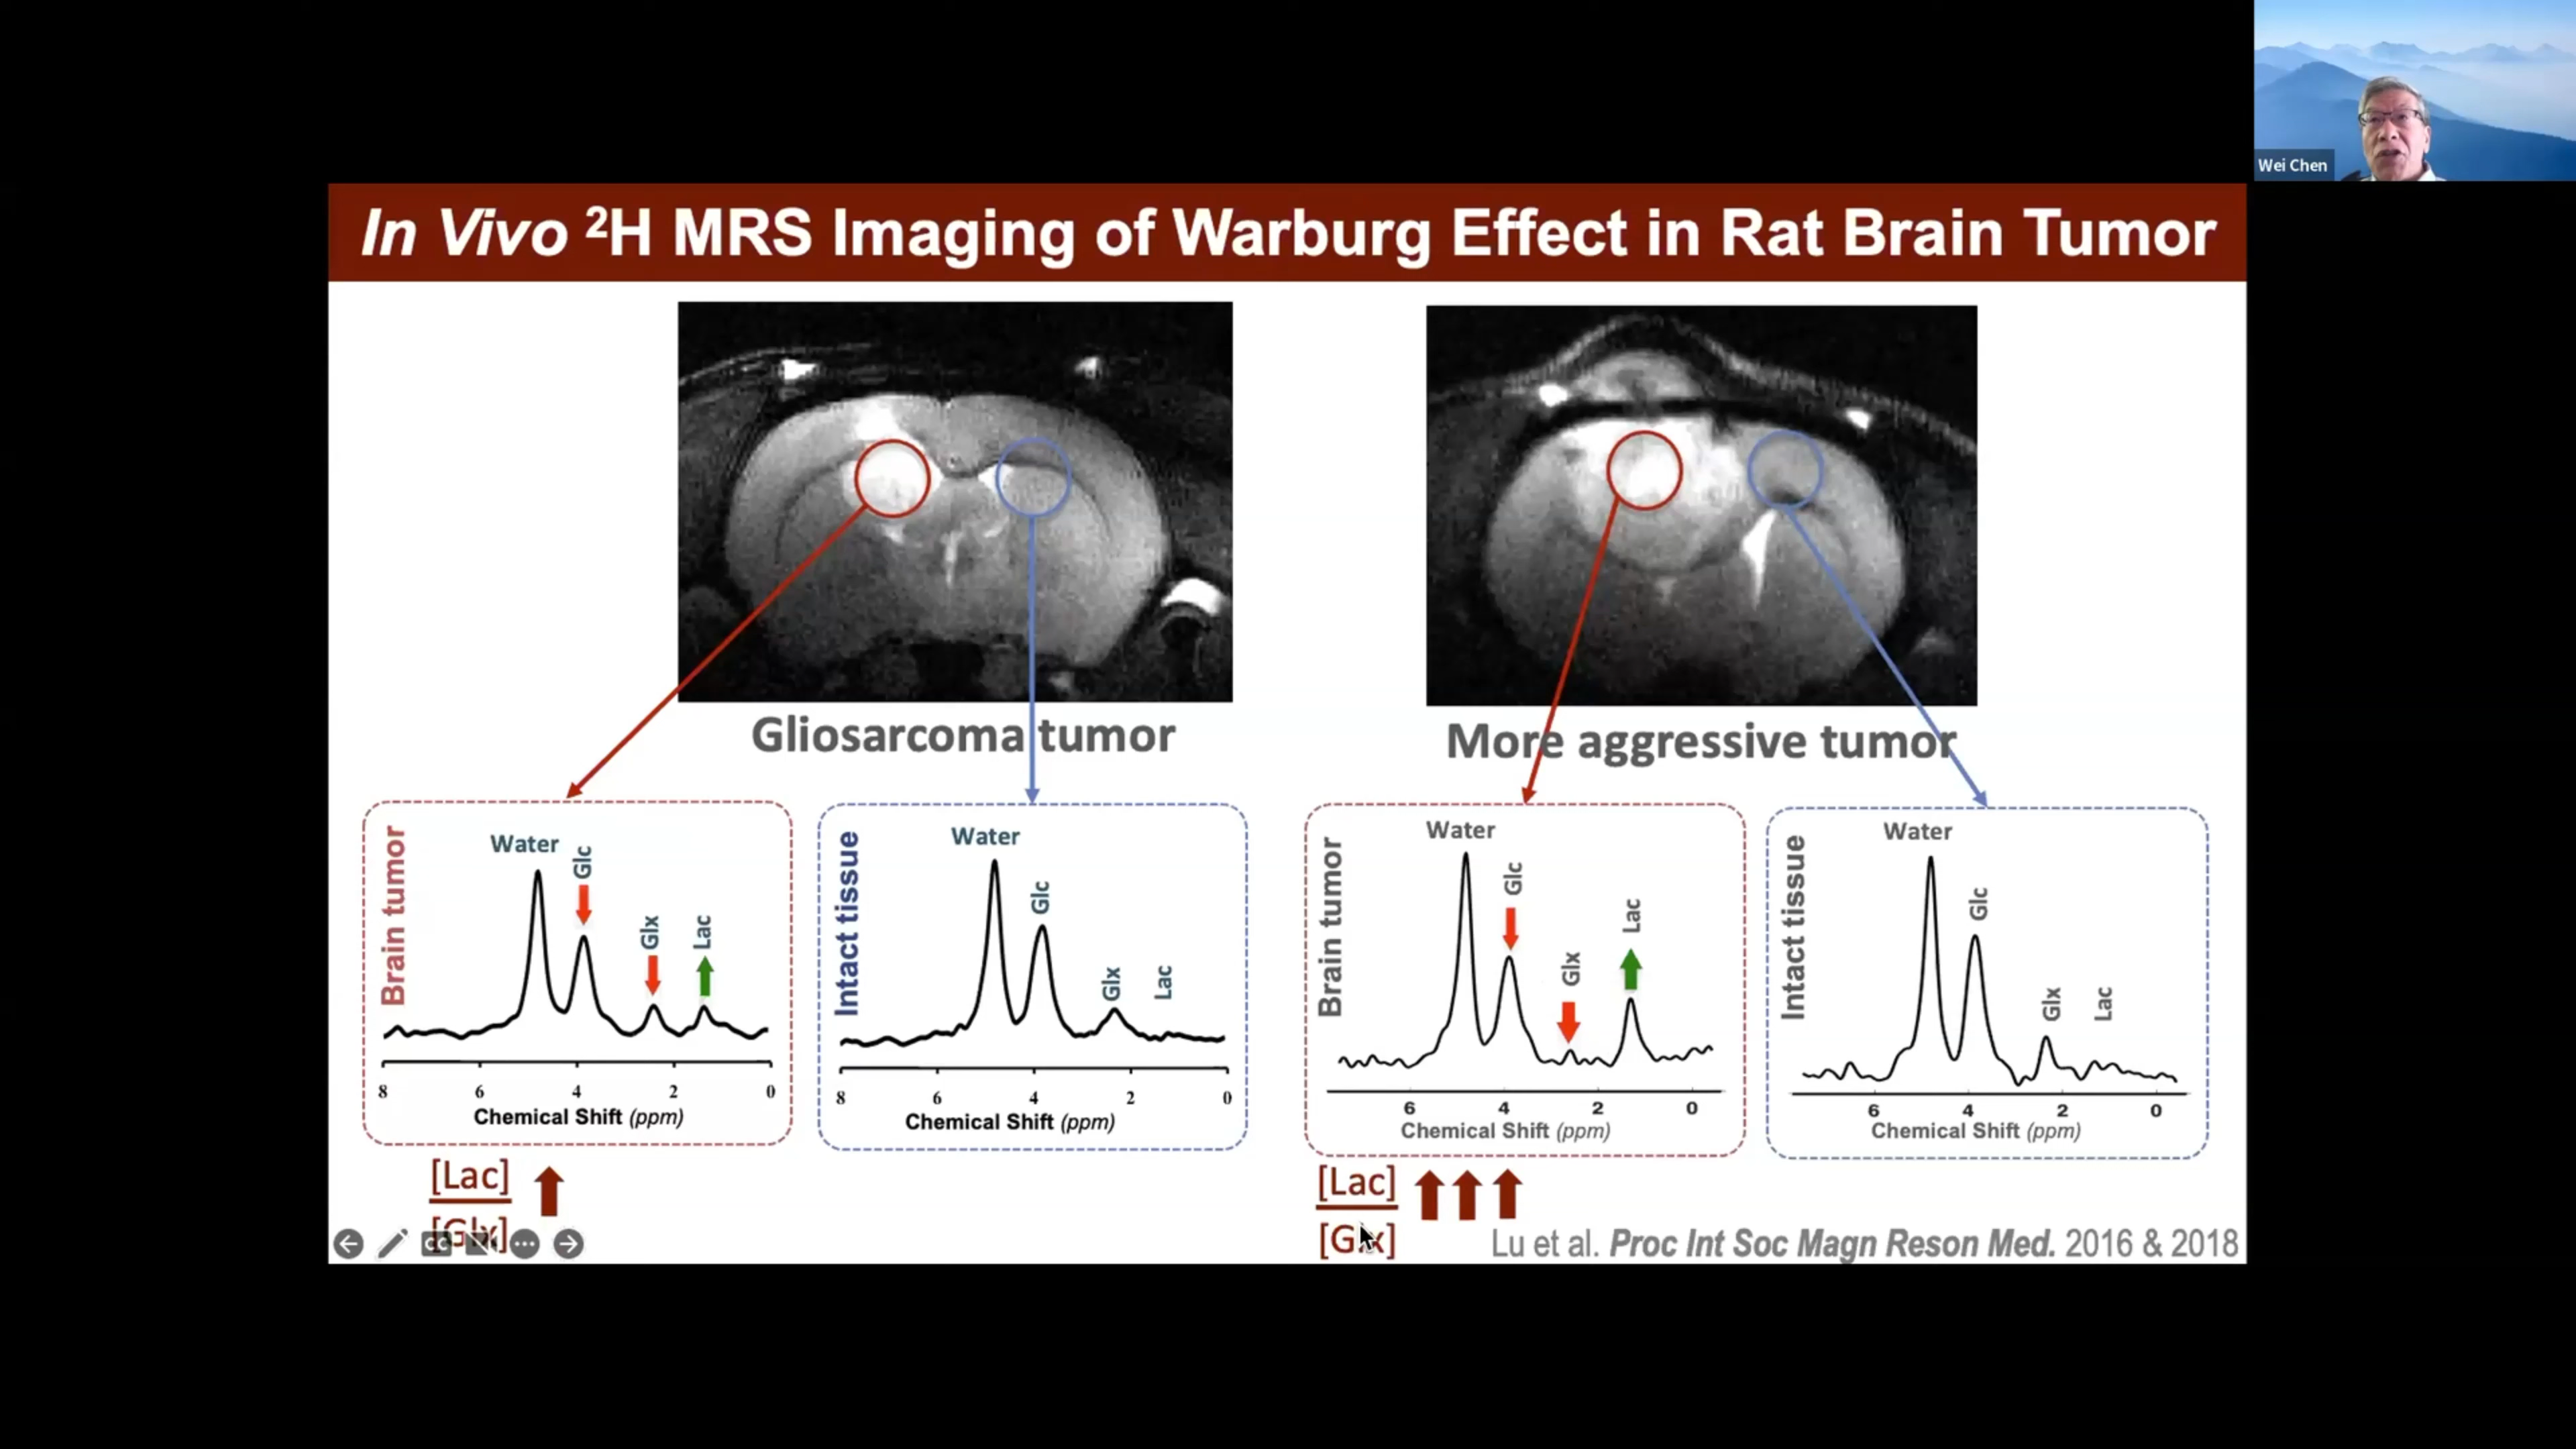 Wei Chen
In Vivo ²H MRS Imaging of Warburg Effect in Rat Brain Tumor
Gliosarcoma tumor
More aggressive tumor
Brain tumor
Water
Glc
Glx
Lac
8 6 4 2 0
Chemical Shift (ppm)
Intact tissue
Water
Glc
Glx
Lac
8 6 4 2 0
Chemical Shift (ppm)
Brain tumor
Water
Glc
Glx
Lac
6 4 2 0
Chemical Shift (ppm)
Intact tissue
Water
Glc
Glx
Lac
6 4 2 0
Chemical Shift (ppm)
[Lac]
[Glx]
CC
[Lac]
[Glx]
Lu et al. Proc Int Soc Magn Reson Med. 2016 & 2018